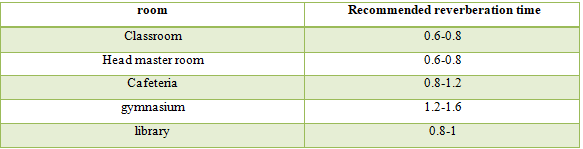 room Recommended reverberation time
Classroom 0.6-0.8
Head master room 0.6-0.8
Cafeteria 0.8-1.2
gymnasium 1.2-1.6
library 0.8-1